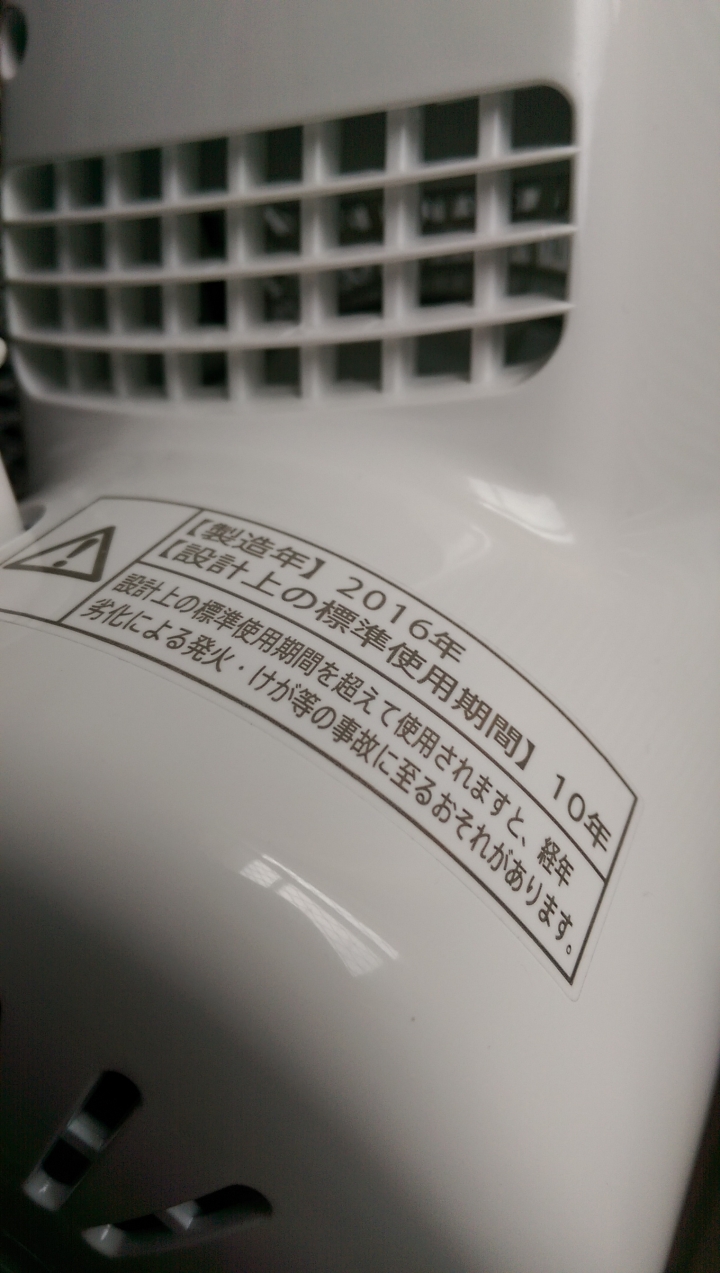 【製造年】2016年
【設計上の標準使用期間】10年
設計上の標準使用期間を超えて使用されますと、経年
劣化による発火・けが等の事故に至るおそれがあります。